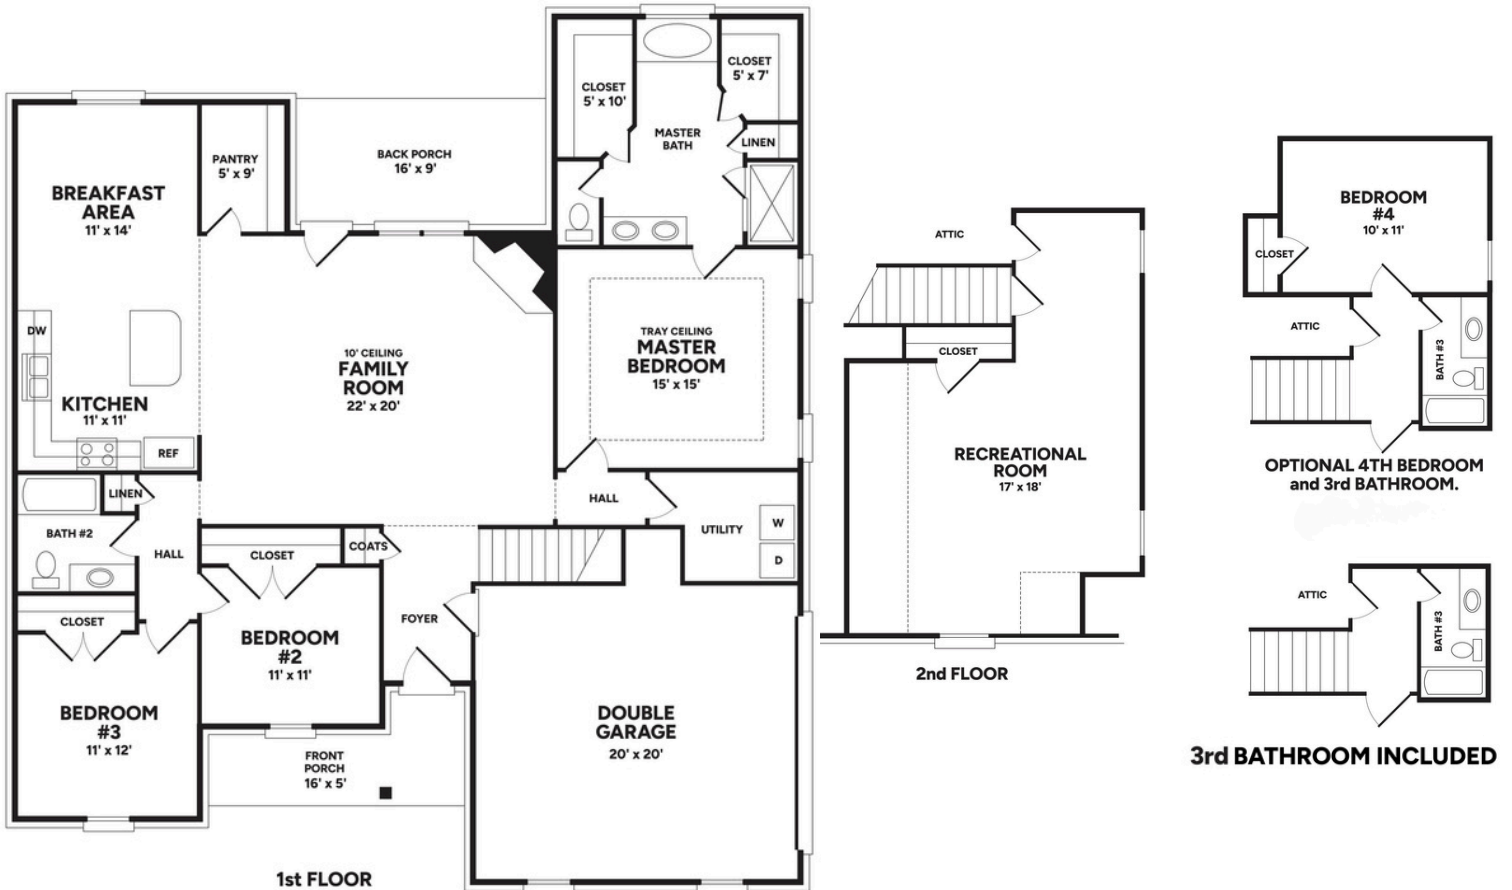 BREAKFAST
AREA
11' x 14'
PANTRY
5' x 9'
BACK PORCH
16' x 9'
CLOSET
5' x 10'
MASTER
BATH
CLOSET
5' x 7'
LINEN
DW
KITCHEN
11' x 11'
REF
10' CEILING
FAMILY
ROOM
22' x 20'
TRAY CEILING
MASTER
BEDROOM
15' x 15'
LINEN
BATH #2
HALL
CLOSET
COATS
HALL
UTILITY
W
D
CLOSET
BEDROOM
#3
11' x 12'
BEDROOM
#2
11' x 11'
FOYER
FRONT
PORCH
16' x 5'
DOUBLE
GARAGE
20' x 20'
1st FLOOR
ATTIC
CLOSET
RECREATIONAL
ROOM
17' x 18'
2nd FLOOR
BEDROOM
#4
10' x 11'
CLOSET
ATTIC
BATH #3
OPTIONAL 4TH BEDROOM
and 3rd BATHROOM.
ATTIC
BATH #3
3rd BATHROOM INCLUDED